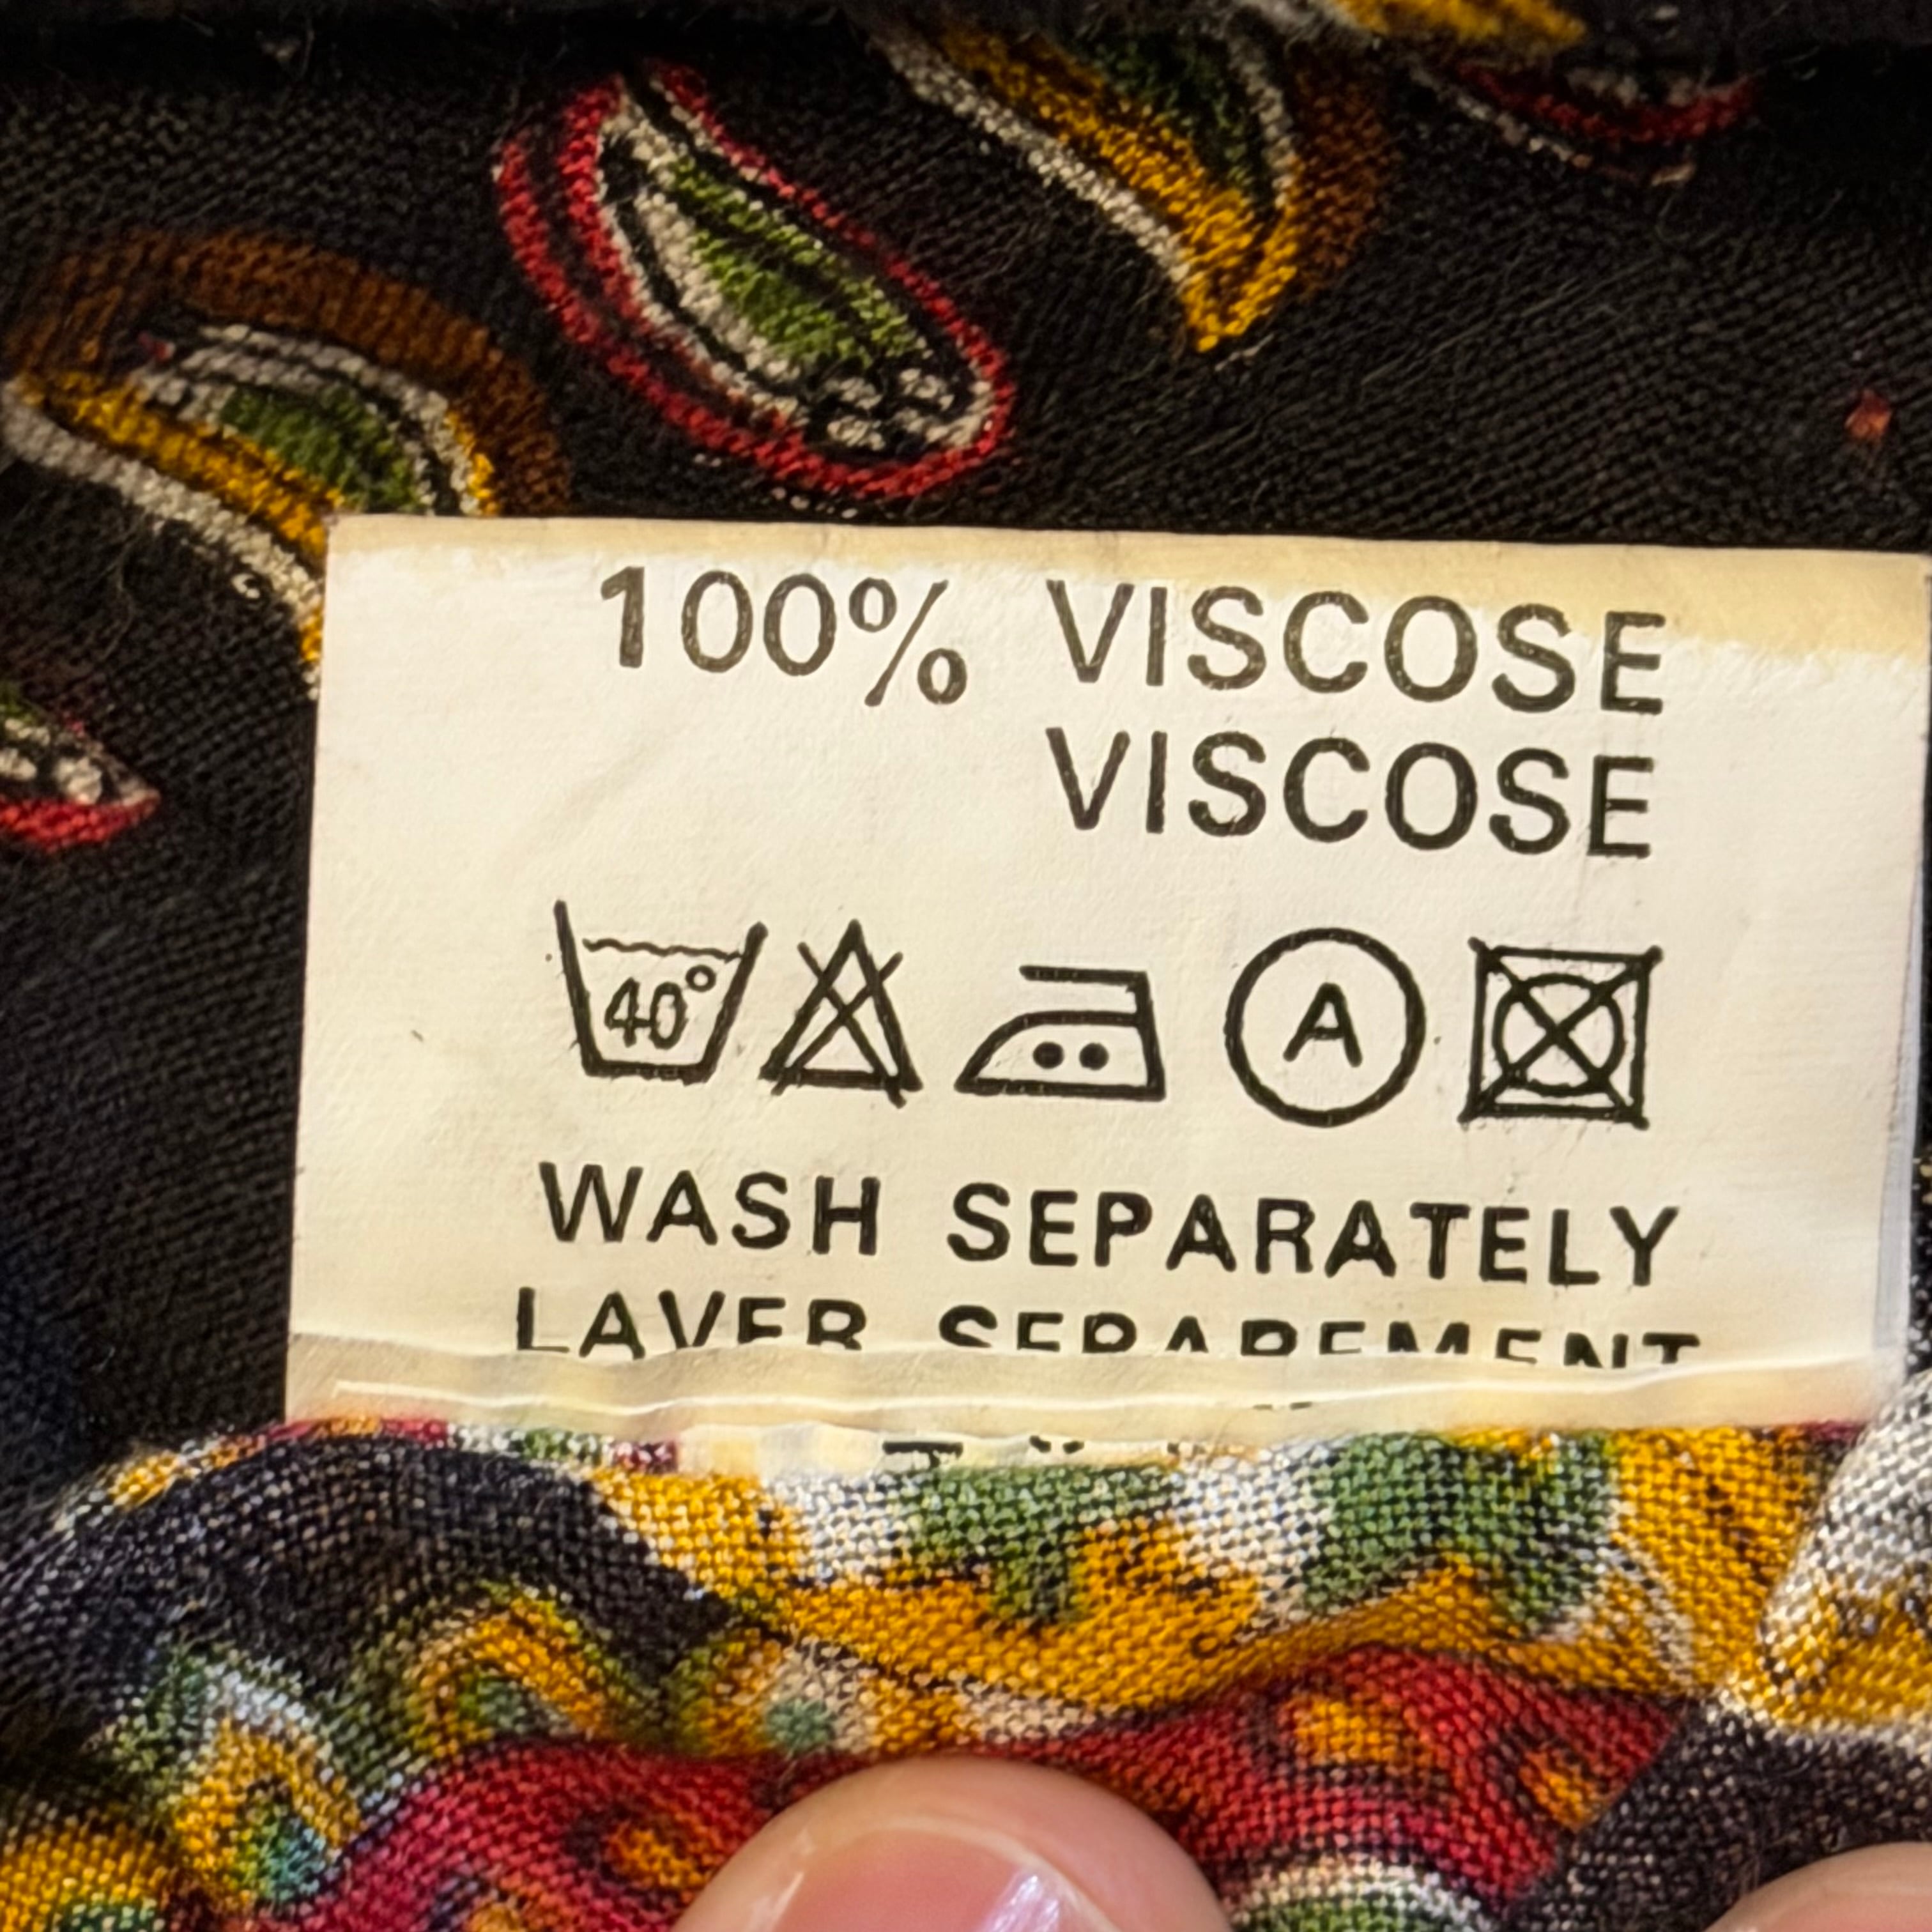 100% VISCOSE
VISCOSE
40°
A
WASH SEPARATELY
LAVER SEPAREMENT